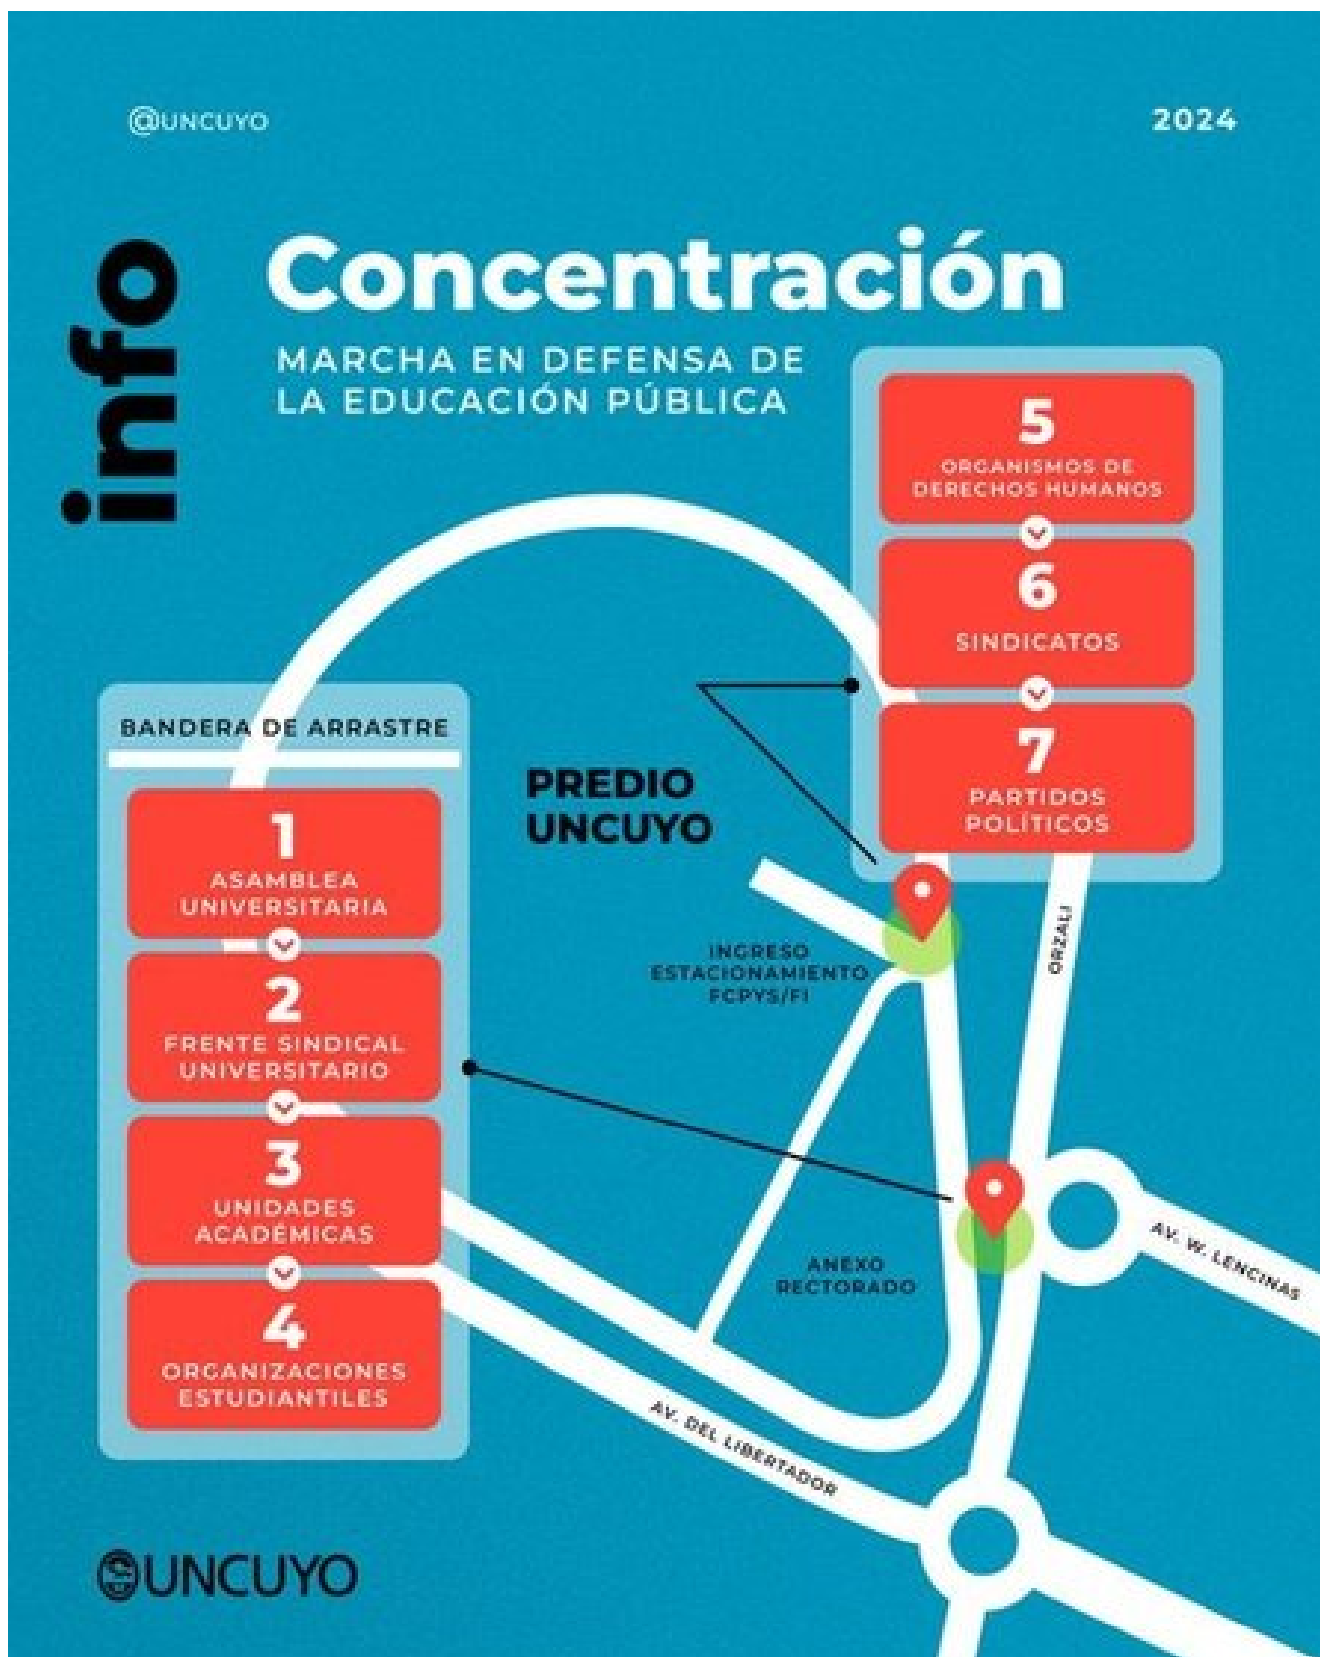 @UNCUYO
2024
info
Concentración
MARCHA EN DEFENSA DE
LA EDUCACIÓN PÚBLICA
5
ORGANISMOS DE
DERECHOS HUMANOS
6
SINDICATOS
7
PARTIDOS
POLÍTICOS
BANDERA DE ARRASTRE
1
ASAMBLEA
UNIVERSITARIA
2
FRENTE SINDICAL
UNIVERSITARIO
3
UNIDADES
ACADÉMICAS
4
ORGANIZACIONES
ESTUDIANTILES
PREDIO
UNCUYO
INGRESO
ESTACIONAMIENTO
FCPYS/FI
ORZALI
ANEXO
RECTORADO
AV. W. LENCINAS
AV. DEL LIBERTADOR
UNCUYO